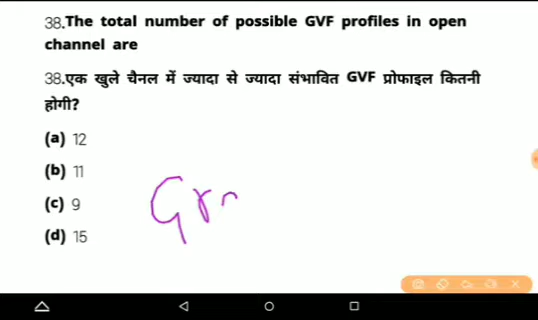 38.The total number of possible GVF profiles in open
channel are
38.एक खुले चैनल में ज्यादा से ज्यादा संभावित GVF प्रोफाइल कितनी
होगी?
(a) 12
(b) 11
(c) 9
(d) 15